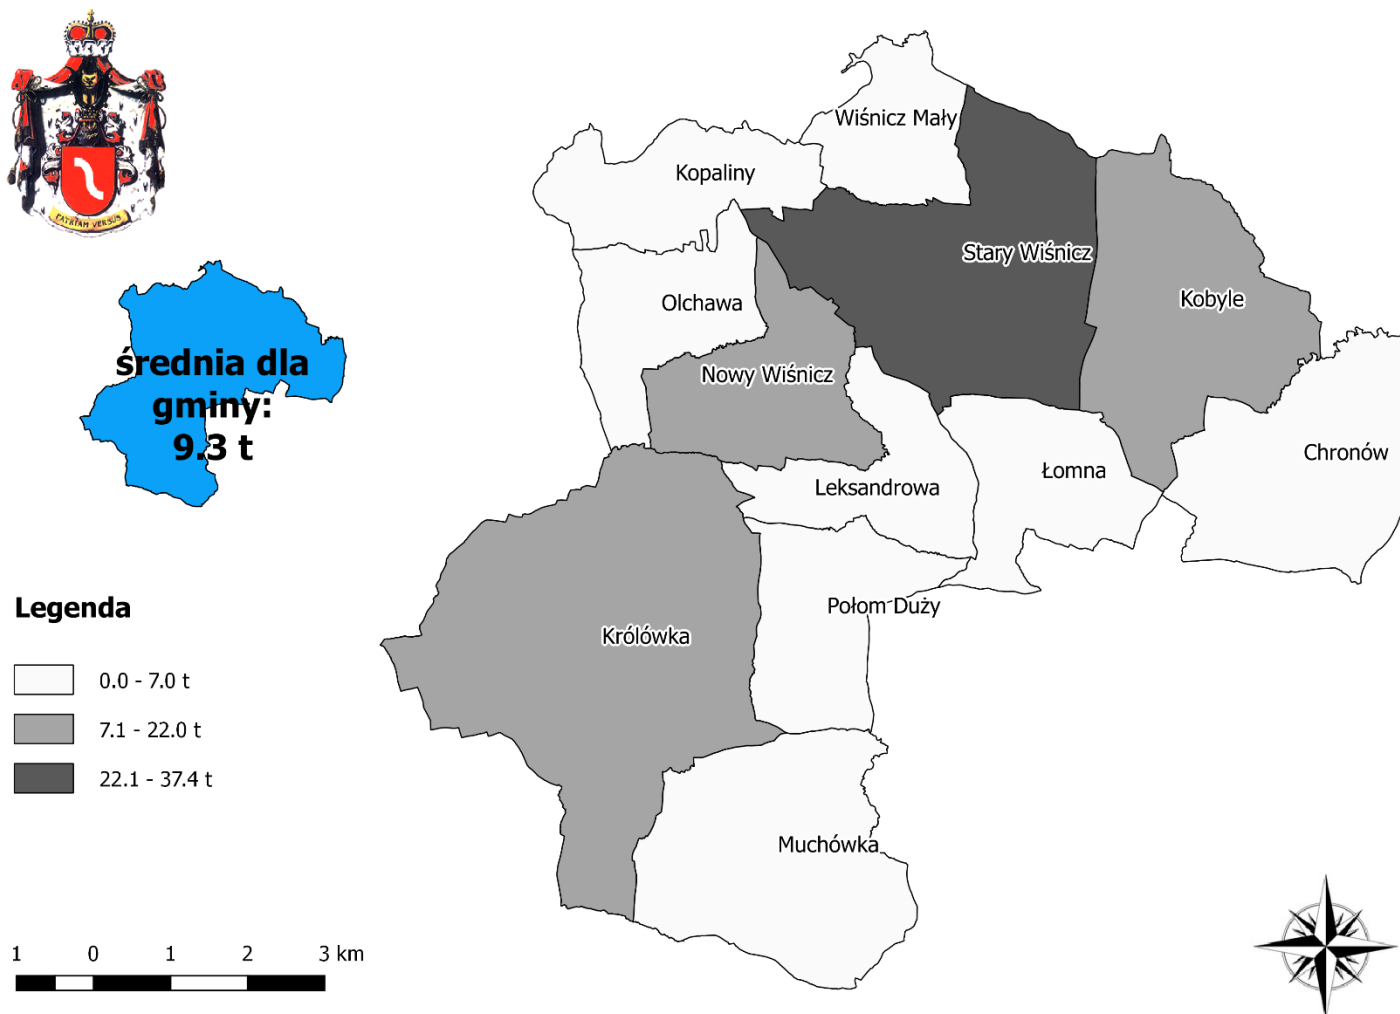 PATRIAM VERSUS
średnia dla
gminy:
9.3 t
Wiśnicz Mały
Kopaliny
Stary Wiśnicz
Kobyle
Olchawa
Nowy Wiśnicz
Chronów
Łomna
Leksandrowa
Połom Duży
Królówka
Muchówka
Legenda
0.0 - 7.0 t
7.1 - 22.0 t
22.1 - 37.4 t
1 0 1 2 3 km